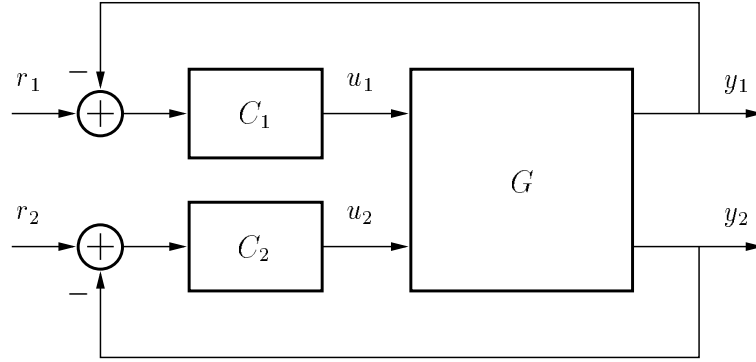 −
r₁ + C₁ u₁ G y₁
r₂ + C₂ u₂ y₂
−